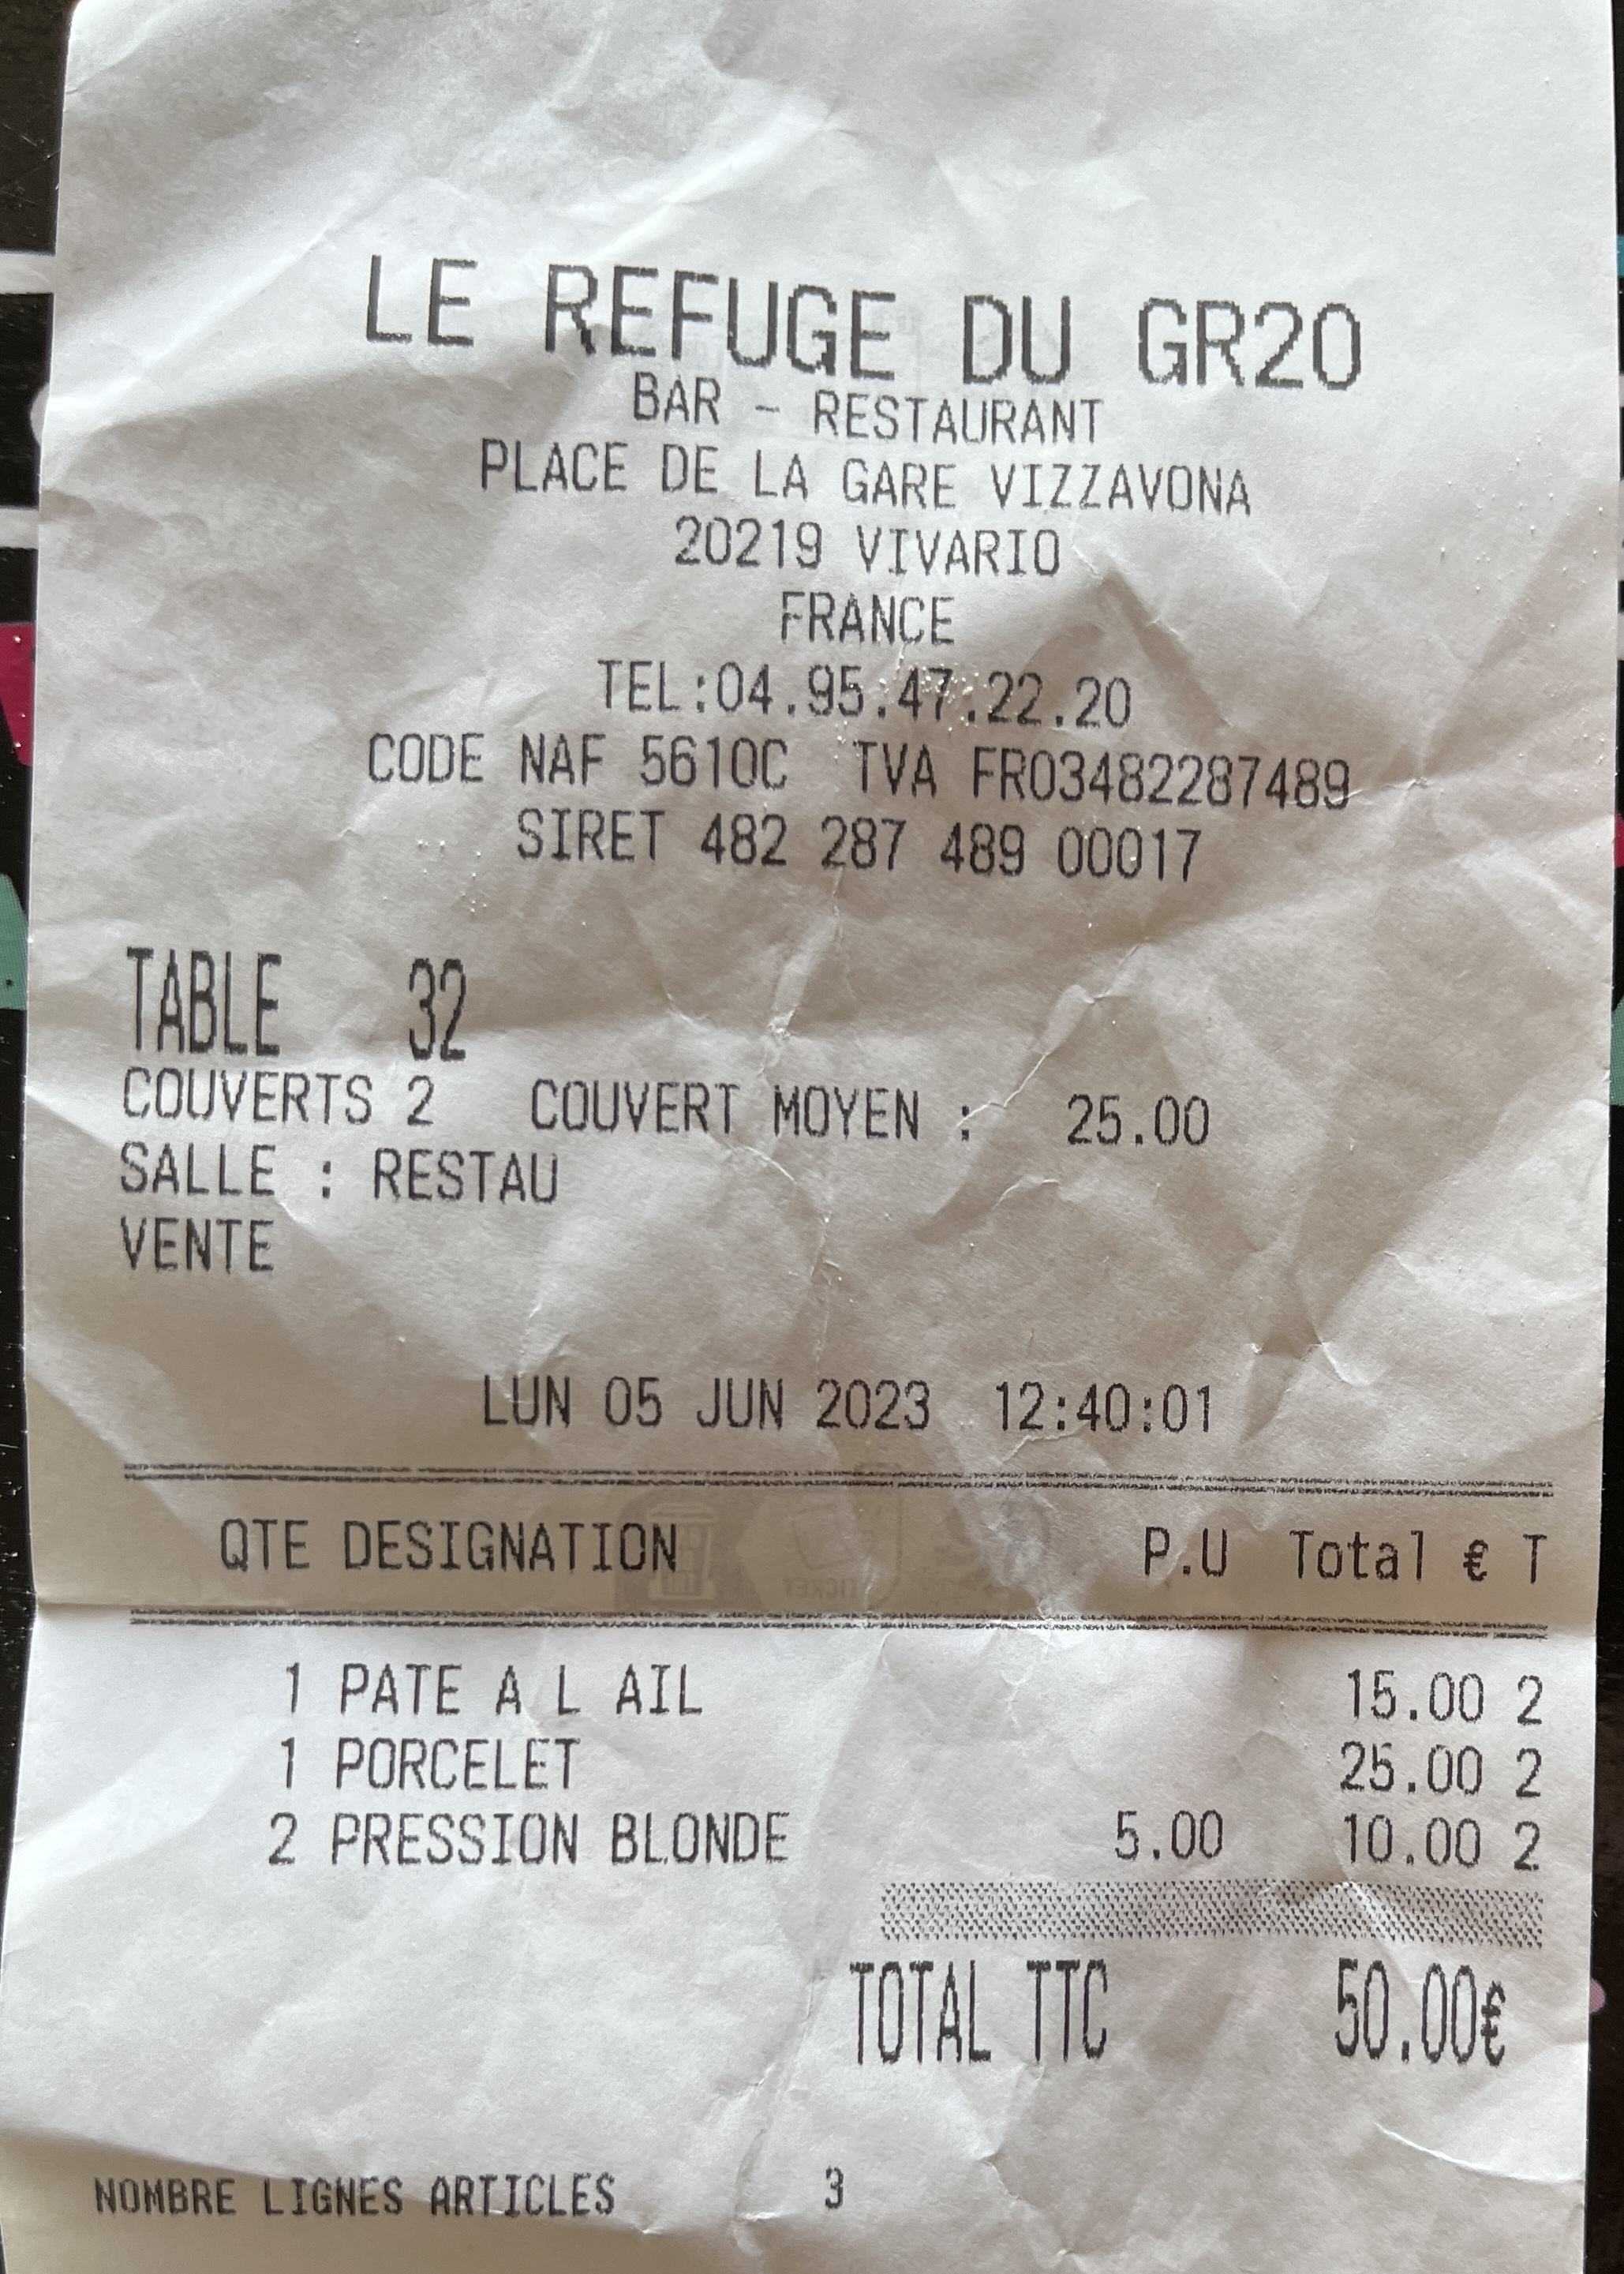 LE REFUGE DU GR20
BAR - RESTAURANT
PLACE DE LA GARE VIZZAVONA
20219 VIVARIO
FRANCE
TEL:04.95.47.22.20
CODE NAF 5610C TVA FR03482287489
SIRET 482 287 489 00017
TABLE 32
COUVERTS 2 COUVERT MOYEN : 25.00
SALLE : RESTAU
VENTE
LUN 05 JUN 2023 12:40:01
QTE DESIGNATION P.U Total € T
1 PATE A L AIL 15.00 2
1 PORCELET 25.00 2
2 PRESSION BLONDE 5.00 10.00 2
TOTAL TTC 50.00€
NOMBRE LIGNES ARTICLES 3